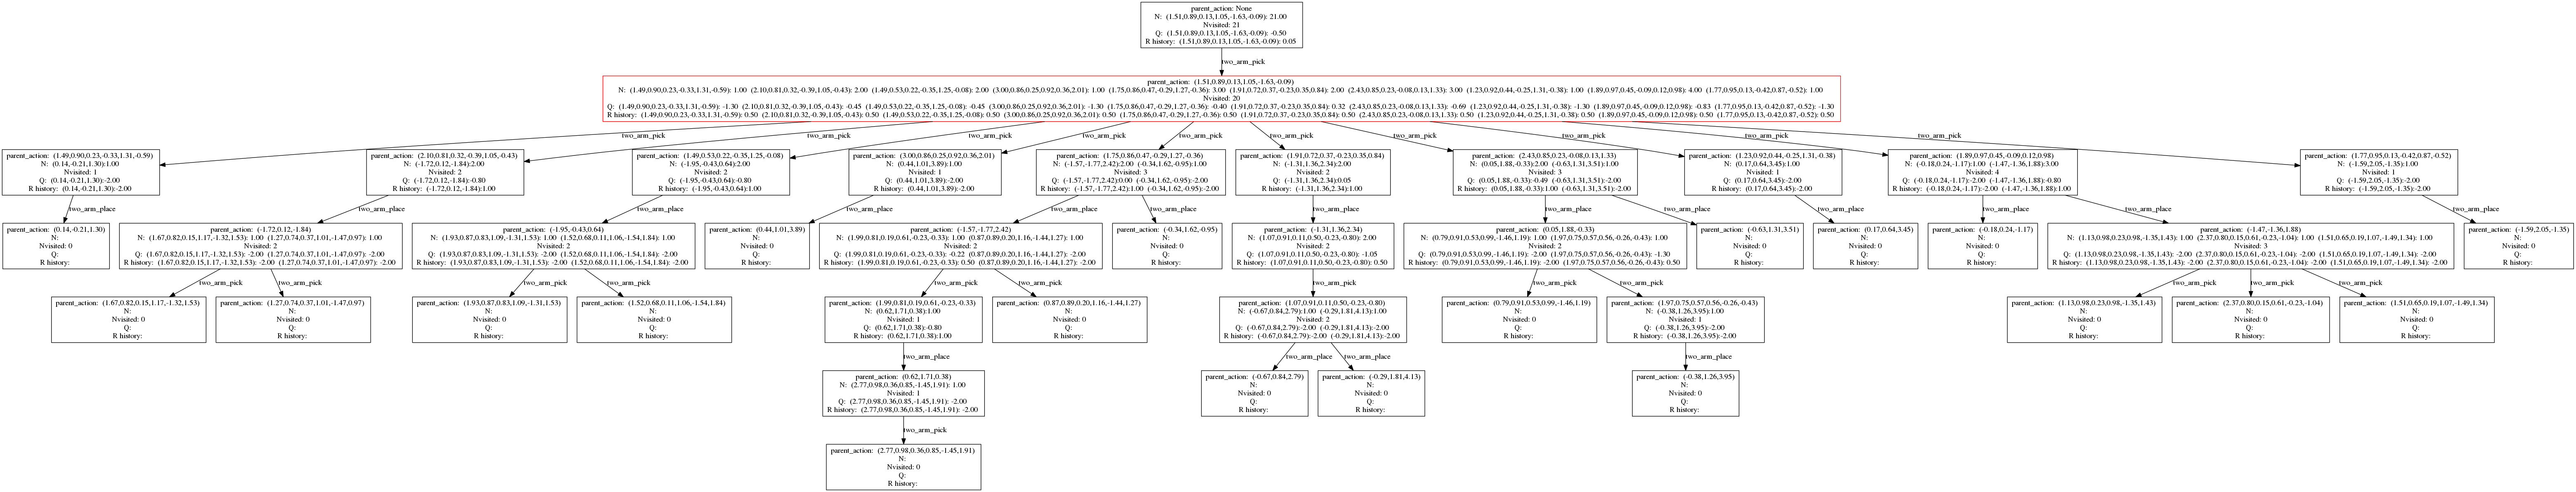 parent_action: None
N: (1.51,0.89,0.13,1.05,-1.63,-0.09): 21.00
Nvisited: 21
Q: (1.51,0.89,0.13,1.05,-1.63,-0.09): -0.50
R history: (1.51,0.89,0.13,1.05,-1.63,-0.09): 0.05
two_arm_pick
parent_action: (1.51,0.89,0.13,1.05,-1.63,-0.09)
N: (1.49,0.90,0.23,-0.33,1.31,-0.59): 1.00 (2.10,0.81,0.32,-0.39,1.05,-0.43): 2.00 (1.49,0.53,0.22,-0.35,1.25,-0.08): 2.00 (3.00,0.86,0.25,0.92,0.36,2.01): 1.00 (1.75,0.86,0.47,-0.29,1.27,-0.36): 3.00 (1.91,0.72,0.37,-0.23,0.35,0.84): 2.00 (2.43,0.85,0.23,-0.08,0.13,1.33): 3.00 (1.23,0.92,0.44,-0.25,1.31,-0.38): 1.00 (1.89,0.97,0.45,-0.09,0.12,0.98): 4.00 (1.77,0.95,0.13,-0.42,0.87,-0.52): 1.00
Nvisited: 20
Q: (1.49,0.90,0.23,-0.33,1.31,-0.59): -1.30 (2.10,0.81,0.32,-0.39,1.05,-0.43): -0.45 (1.49,0.53,0.22,-0.35,1.25,-0.08): -0.45 (3.00,0.86,0.25,0.92,0.36,2.01): -1.30 (1.75,0.86,0.47,-0.29,1.27,-0.36): -0.40 (1.91,0.72,0.37,-0.23,0.35,0.84): 0.32 (2.43,0.85,0.23,-0.08,0.13,1.33): -0.69 (1.23,0.92,0.44,-0.25,1.31,-0.38): -1.30 (1.89,0.97,0.45,-0.09,0.12,0.98): -0.83 (1.77,0.95,0.13,-0.42,0.87,-0.52): -1.30
R history: (1.49,0.90,0.23,-0.33,1.31,-0.59): 0.50 (2.10,0.81,0.32,-0.39,1.05,-0.43): 0.50 (1.49,0.53,0.22,-0.35,1.25,-0.08): 0.50 (3.00,0.86,0.25,0.92,0.36,2.01): 0.50 (1.75,0.86,0.47,-0.29,1.27,-0.36): 0.50 (1.91,0.72,0.37,-0.23,0.35,0.84): 0.50 (2.43,0.85,0.23,-0.08,0.13,1.33): 0.50 (1.23,0.92,0.44,-0.25,1.31,-0.38): 0.50 (1.89,0.97,0.45,-0.09,0.12,0.98): 0.50 (1.77,0.95,0.13,-0.42,0.87,-0.52): 0.50
two_arm_pick
two_arm_pick
two_arm_pick
two_arm_pick
two_arm_pick
two_arm_pick
two_arm_pick
two_arm_pick
two_arm_pick
two_arm_pick
parent_action: (1.49,0.90,0.23,-0.33,1.31,-0.59)
N: (0.14,-0.21,1.30):1.00
Nvisited: 1
Q: (0.14,-0.21,1.30):-2.00
R history: (0.14,-0.21,1.30):-2.00
parent_action: (2.10,0.81,0.32,-0.39,1.05,-0.43)
N: (-1.72,0.12,-1.84):2.00
Nvisited: 2
Q: (-1.72,0.12,-1.84):-0.80
R history: (-1.72,0.12,-1.84):1.00
parent_action: (1.49,0.53,0.22,-0.35,1.25,-0.08)
N: (-1.95,-0.43,0.64):2.00
Nvisited: 2
Q: (-1.95,-0.43,0.64):-0.80
R history: (-1.95,-0.43,0.64):1.00
parent_action: (3.00,0.86,0.25,0.92,0.36,2.01)
N: (0.44,1.01,3.89):1.00
Nvisited: 1
Q: (0.44,1.01,3.89):-2.00
R history: (0.44,1.01,3.89):-2.00
parent_action: (1.75,0.86,0.47,-0.29,1.27,-0.36)
N: (-1.57,-1.77,2.42):2.00 (-0.34,1.62,-0.95):1.00
Nvisited: 3
Q: (-1.57,-1.77,2.42):0.00 (-0.34,1.62,-0.95):-2.00
R history: (-1.57,-1.77,2.42):1.00 (-0.34,1.62,-0.95):-2.00
parent_action: (1.91,0.72,0.37,-0.23,0.35,0.84)
N: (-1.31,1.36,2.34):2.00
Nvisited: 2
Q: (-1.31,1.36,2.34):0.05
R history: (-1.31,1.36,2.34):1.00
parent_action: (2.43,0.85,0.23,-0.08,0.13,1.33)
N: (0.05,1.88,-0.33):2.00 (-0.63,1.31,3.51):1.00
Nvisited: 3
Q: (0.05,1.88,-0.33):-0.49 (-0.63,1.31,3.51):-2.00
R history: (0.05,1.88,-0.33):1.00 (-0.63,1.31,3.51):-2.00
parent_action: (1.23,0.92,0.44,-0.25,1.31,-0.38)
N: (0.17,0.64,3.45):1.00
Nvisited: 1
Q: (0.17,0.64,3.45):-2.00
R history: (0.17,0.64,3.45):-2.00
parent_action: (1.89,0.97,0.45,-0.09,0.12,0.98)
N: (-0.18,0.24,-1.17):1.00 (-1.47,-1.36,1.88):3.00
Nvisited: 4
Q: (-0.18,0.24,-1.17):-2.00 (-1.47,-1.36,1.88):-0.80
R history: (-0.18,0.24,-1.17):-2.00 (-1.47,-1.36,1.88):1.00
parent_action: (1.77,0.95,0.13,-0.42,0.87,-0.52)
N: (-1.59,2.05,-1.35):1.00
Nvisited: 1
Q: (-1.59,2.05,-1.35):-2.00
R history: (-1.59,2.05,-1.35):-2.00
two_arm_place
two_arm_place
two_arm_place
two_arm_place
two_arm_place
two_arm_place
two_arm_place
two_arm_place
two_arm_place
two_arm_place
two_arm_place
two_arm_place
two_arm_place
parent_action: (0.14,-0.21,1.30)
N:
Nvisited: 0
Q:
R history:
parent_action: (-1.72,0.12,-1.84)
N: (1.67,0.82,0.15,1.17,-1.32,1.53): 1.00 (1.27,0.74,0.37,1.01,-1.47,0.97): 1.00
Nvisited: 2
Q: (1.67,0.82,0.15,1.17,-1.32,1.53): -2.00 (1.27,0.74,0.37,1.01,-1.47,0.97): -2.00
R history: (1.67,0.82,0.15,1.17,-1.32,1.53): -2.00 (1.27,0.74,0.37,1.01,-1.47,0.97): -2.00
parent_action: (-1.95,-0.43,0.64)
N: (1.93,0.87,0.83,1.09,-1.31,1.53): 1.00 (1.52,0.68,0.11,1.06,-1.54,1.84): 1.00
Nvisited: 2
Q: (1.93,0.87,0.83,1.09,-1.31,1.53): -2.00 (1.52,0.68,0.11,1.06,-1.54,1.84): -2.00
R history: (1.93,0.87,0.83,1.09,-1.31,1.53): -2.00 (1.52,0.68,0.11,1.06,-1.54,1.84): -2.00
parent_action: (0.44,1.01,3.89)
N:
Nvisited: 0
Q:
R history:
parent_action: (-1.57,-1.77,2.42)
N: (1.99,0.81,0.19,0.61,-0.23,-0.33): 1.00 (0.87,0.89,0.20,1.16,-1.44,1.27): 1.00
Nvisited: 2
Q: (1.99,0.81,0.19,0.61,-0.23,-0.33): -0.22 (0.87,0.89,0.20,1.16,-1.44,1.27): -2.00
R history: (1.99,0.81,0.19,0.61,-0.23,-0.33): 0.50 (0.87,0.89,0.20,1.16,-1.44,1.27): -2.00
parent_action: (-0.34,1.62,-0.95)
N:
Nvisited: 0
Q:
R history:
parent_action: (-1.31,1.36,2.34)
N: (1.07,0.91,0.11,0.50,-0.23,-0.80): 2.00
Nvisited: 2
Q: (1.07,0.91,0.11,0.50,-0.23,-0.80): -1.05
R history: (1.07,0.91,0.11,0.50,-0.23,-0.80): 0.50
parent_action: (0.05,1.88,-0.33)
N: (0.79,0.91,0.53,0.99,-1.46,1.19): 1.00 (1.97,0.75,0.57,0.56,-0.26,-0.43): 1.00
Nvisited: 2
Q: (0.79,0.91,0.53,0.99,-1.46,1.19): -2.00 (1.97,0.75,0.57,0.56,-0.26,-0.43): -1.30
R history: (0.79,0.91,0.53,0.99,-1.46,1.19): -2.00 (1.97,0.75,0.57,0.56,-0.26,-0.43): 0.50
parent_action: (-0.63,1.31,3.51)
N:
Nvisited: 0
Q:
R history:
parent_action: (0.17,0.64,3.45)
N:
Nvisited: 0
Q:
R history:
parent_action: (-0.18,0.24,-1.17)
N:
Nvisited: 0
Q:
R history:
parent_action: (-1.47,-1.36,1.88)
N: (1.13,0.98,0.23,0.98,-1.35,1.43): 1.00 (2.37,0.80,0.15,0.61,-0.23,-1.04): 1.00 (1.51,0.65,0.19,1.07,-1.49,1.34): 1.00
Nvisited: 3
Q: (1.13,0.98,0.23,0.98,-1.35,1.43): -2.00 (2.37,0.80,0.15,0.61,-0.23,-1.04): -2.00 (1.51,0.65,0.19,1.07,-1.49,1.34): -2.00
R history: (1.13,0.98,0.23,0.98,-1.35,1.43): -2.00 (2.37,0.80,0.15,0.61,-0.23,-1.04): -2.00 (1.51,0.65,0.19,1.07,-1.49,1.34): -2.00
parent_action: (-1.59,2.05,-1.35)
N:
Nvisited: 0
Q:
R history:
two_arm_pick
two_arm_pick
two_arm_pick
two_arm_pick
two_arm_pick
two_arm_pick
two_arm_pick
two_arm_pick
two_arm_pick
two_arm_pick
two_arm_pick
two_arm_pick
parent_action: (1.67,0.82,0.15,1.17,-1.32,1.53)
N:
Nvisited: 0
Q:
R history:
parent_action: (1.27,0.74,0.37,1.01,-1.47,0.97)
N:
Nvisited: 0
Q:
R history:
parent_action: (1.93,0.87,0.83,1.09,-1.31,1.53)
N:
Nvisited: 0
Q:
R history:
parent_action: (1.52,0.68,0.11,1.06,-1.54,1.84)
N:
Nvisited: 0
Q:
R history:
parent_action: (1.99,0.81,0.19,0.61,-0.23,-0.33)
N: (0.62,1.71,0.38):1.00
Nvisited: 1
Q: (0.62,1.71,0.38):-0.80
R history: (0.62,1.71,0.38):1.00
parent_action: (0.87,0.89,0.20,1.16,-1.44,1.27)
N:
Nvisited: 0
Q:
R history:
parent_action: (1.07,0.91,0.11,0.50,-0.23,-0.80)
N: (-0.67,0.84,2.79):1.00 (-0.29,1.81,4.13):1.00
Nvisited: 2
Q: (-0.67,0.84,2.79):-2.00 (-0.29,1.81,4.13):-2.00
R history: (-0.67,0.84,2.79):-2.00 (-0.29,1.81,4.13):-2.00
parent_action: (0.79,0.91,0.53,0.99,-1.46,1.19)
N:
Nvisited: 0
Q:
R history:
parent_action: (1.97,0.75,0.57,0.56,-0.26,-0.43)
N: (-0.38,1.26,3.95):1.00
Nvisited: 1
Q: (-0.38,1.26,3.95):-2.00
R history: (-0.38,1.26,3.95):-2.00
parent_action: (1.13,0.98,0.23,0.98,-1.35,1.43)
N:
Nvisited: 0
Q:
R history:
parent_action: (2.37,0.80,0.15,0.61,-0.23,-1.04)
N:
Nvisited: 0
Q:
R history:
parent_action: (1.51,0.65,0.19,1.07,-1.49,1.34)
N:
Nvisited: 0
Q:
R history:
two_arm_place
two_arm_place
two_arm_place
two_arm_place
parent_action: (0.62,1.71,0.38)
N: (2.77,0.98,0.36,0.85,-1.45,1.91): 1.00
Nvisited: 1
Q: (2.77,0.98,0.36,0.85,-1.45,1.91): -2.00
R history: (2.77,0.98,0.36,0.85,-1.45,1.91): -2.00
parent_action: (-0.67,0.84,2.79)
N:
Nvisited: 0
Q:
R history:
parent_action: (-0.29,1.81,4.13)
N:
Nvisited: 0
Q:
R history:
parent_action: (-0.38,1.26,3.95)
N:
Nvisited: 0
Q:
R history:
two_arm_pick
parent_action: (2.77,0.98,0.36,0.85,-1.45,1.91)
N:
Nvisited: 0
Q:
R history: